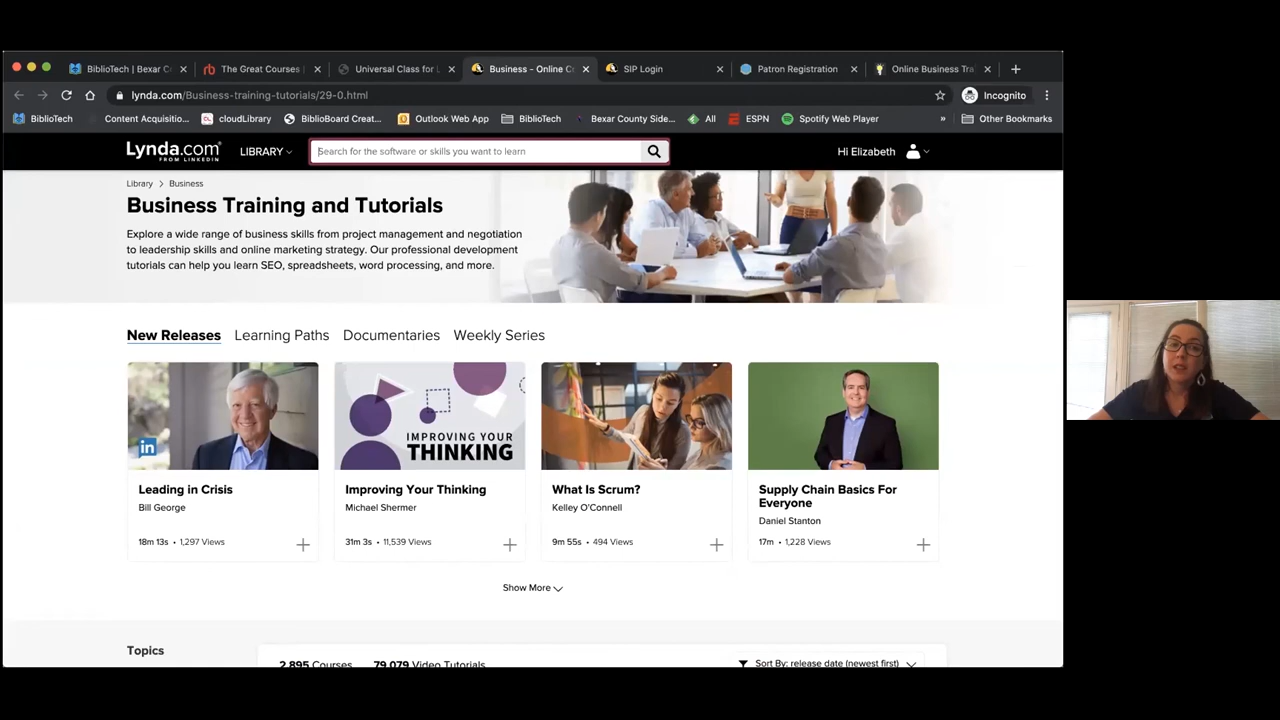 BiblioTech | Bexar C
The Great Courses
Universal Class for L
Business - Online C
SIP Login
Patron Registration
Online Business Tra
lynda.com/Business-training-tutorials/29-0.html
Incognito
BiblioTech
Content Acquisitio...
cloudLibrary
BiblioBoard Creat...
Outlook Web App
BiblioTech
Bexar County Side...
All
ESPN
Spotify Web Player
»
Other Bookmarks
Lynda.com
FROM LINKEDIN
LIBRARY
Search for the software or skills you want to learn
Hi Elizabeth
Library > Business
Business Training and Tutorials
Explore a wide range of business skills from project management and negotiation
to leadership skills and online marketing strategy. Our professional development
tutorials can help you learn SEO, spreadsheets, word processing, and more.
New Releases Learning Paths Documentaries Weekly Series
in
IMPROVING YOUR
THINKING
Leading in Crisis
Bill George
18m 13s • 1,297 Views
Improving Your Thinking
Michael Shermer
31m 3s • 11,539 Views
What Is Scrum?
Kelley O'Connell
9m 55s • 494 Views
Supply Chain Basics For
Everyone
Daniel Stanton
17m • 1,228 Views
Show More
Topics
2,895 Courses 79,079 Video Tutorials
Sort By: release date (newest first)